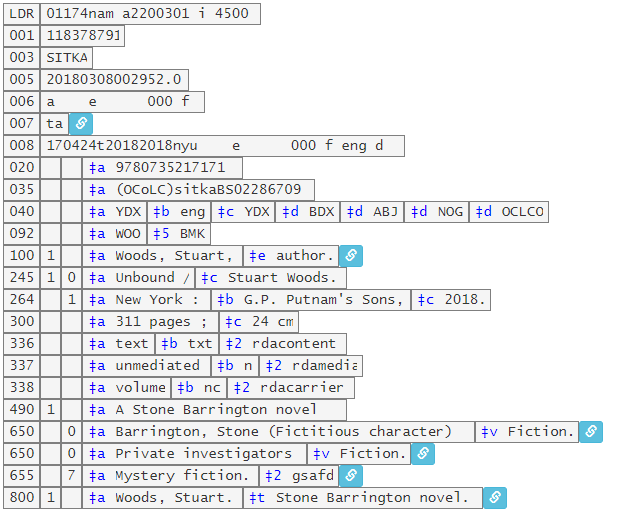 LDR 01174nam a2200301 i 4500
001 118378791
003 SITKA
005 20180308002952.0
006 a    e      000 f
007 ta
008 170424t20182018nyu    e      000 f eng d
020 ‡a 9780735217171
035 ‡a (OCoLC)sitkaBS02286709
040 ‡a YDX ‡b eng ‡c YDX ‡d BDX ‡d ABJ ‡d NOG ‡d OCLCO
092 ‡a WOO ‡5 BMK
100 1 ‡a Woods, Stuart, ‡e author.
245 1 0 ‡a Unbound / ‡c Stuart Woods.
264 1 ‡a New York : ‡b G.P. Putnam's Sons, ‡c 2018.
300 ‡a 311 pages ; ‡c 24 cm
336 ‡a text ‡b txt ‡2 rdacontent
337 ‡a unmediated ‡b n ‡2 rdamedia
338 ‡a volume ‡b nc ‡2 rdacarrier
490 1 ‡a A Stone Barrington novel
650 0 ‡a Barrington, Stone (Fictitious character) ‡v Fiction.
650 0 ‡a Private investigators ‡v Fiction.
655 7 ‡a Mystery fiction. ‡2 gsafd
800 1 ‡a Woods, Stuart. ‡t Stone Barrington novel.